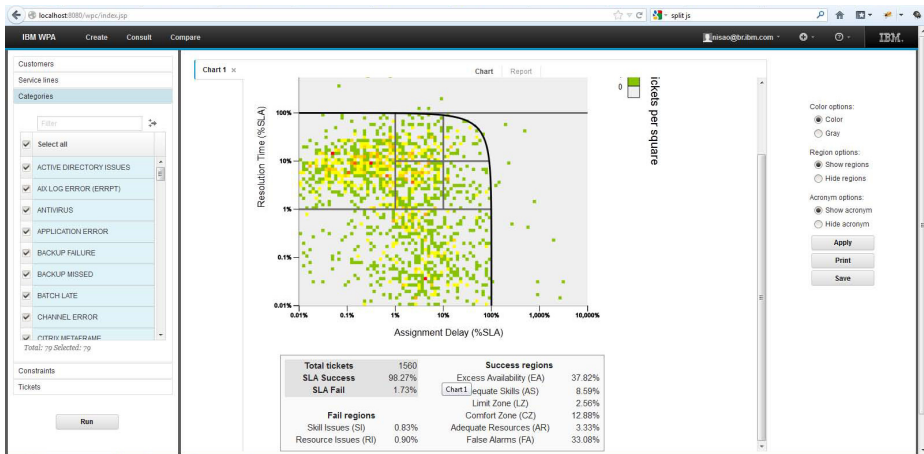 localhost:8080/wpc/index.jsp
split js
IBM WPA Create Consult Compare
nisao@br.ibm.com
IBM.
Customers
Service lines
Categories
Filter
Select all
ACTIVE DIRECTORY ISSUES
AIX LOG ERROR (ERRPT)
ANTIVIRUS
APPLICATION ERROR
BACKUP FAILURE
BACKUP MISSED
BATCH LATE
CHANNEL ERROR
CITRIX METAFRAME
Total: 79 Selected: 79
Constraints
Tickets
Run
Chart 1 ×
Chart Report
0
ickets per square
Resolution Time (%SLA)
100%
10%
1%
0.1%
0.01%
0.01% 0.1% 1% 10% 100% 1,000% 10,000%
Assignment Delay (%SLA)
Total tickets 1560
SLA Success 98.27%
SLA Fail 1.73%
Fail regions
Skill Issues (SI) 0.83%
Resource Issues (RI) 0.90%
Success regions
Excess Availability (EA) 37.82%
Chart 1
equate Skills (AS) 8.59%
Limit Zone (LZ) 2.56%
Comfort Zone (CZ) 12.88%
Adequate Resources (AR) 3.33%
False Alarms (FA) 33.08%
Color options:
Color
Gray
Region options:
Show regions
Hide regions
Acronym options:
Show acronym
Hide acronym
Apply
Print
Save